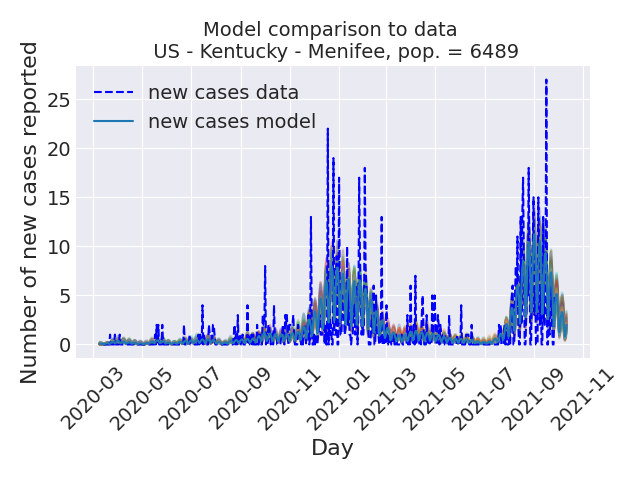 Model comparison to data
US - Kentucky - Menifee, pop. = 6489
Number of new cases reported
25
20
15
10
5
0
new cases data
new cases model
2020-03
2020-05
2020-07
2020-09
2020-11
2021-01
2021-03
2021-05
2021-07
2021-09
2021-11
Day